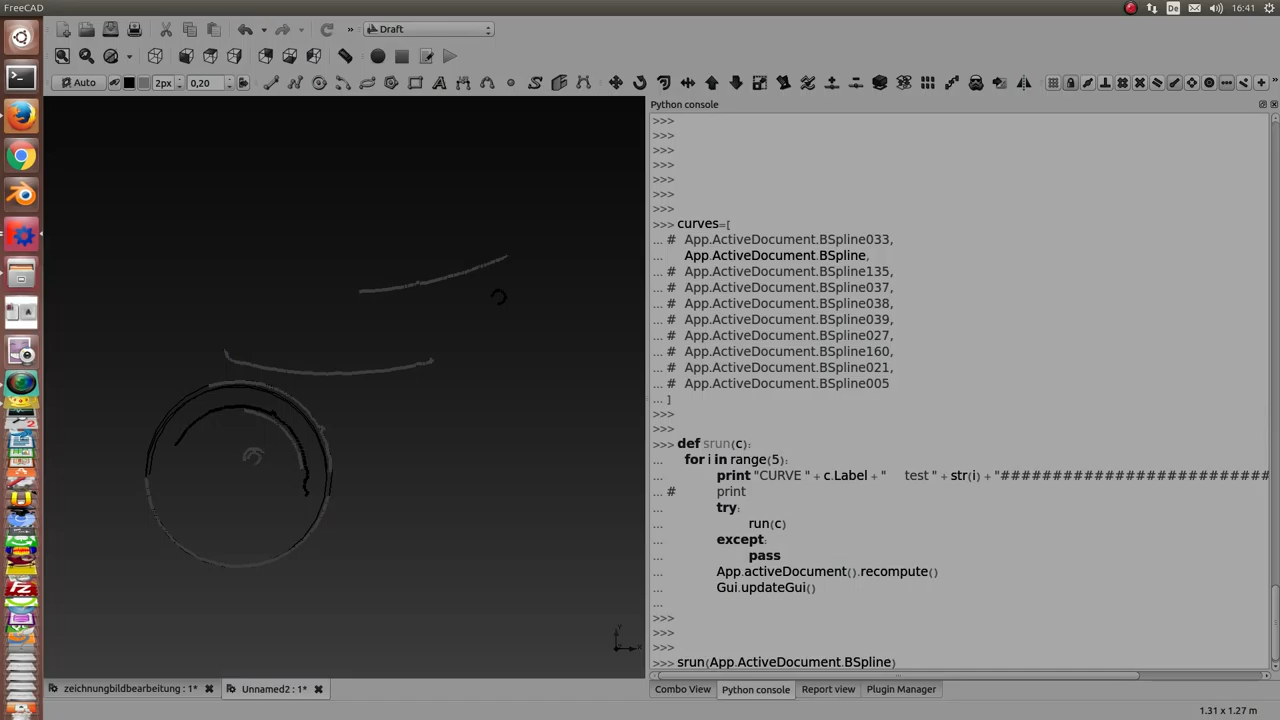 FreeCAD
De
16:41
»
Draft
Auto
2px
0,20
A
»
Python console
>>>
>>>
>>>
>>>
>>>
>>>
>>>
>>> curves=[
... #  App.ActiveDocument.BSpline033,
...    App.ActiveDocument.BSpline,
... #  App.ActiveDocument.BSpline135,
... #  App.ActiveDocument.BSpline037,
... #  App.ActiveDocument.BSpline038,
... #  App.ActiveDocument.BSpline039,
... #  App.ActiveDocument.BSpline027,
... #  App.ActiveDocument.BSpline160,
... #  App.ActiveDocument.BSpline021,
... #  App.ActiveDocument.BSpline005
... ]
>>>
>>>
>>> def srun(c):
...    for i in range(5):
...        print "CURVE " + c.Label + "     test " + str(i) + "##########################
... #      print
...        try:
...            run(c)
...        except:
...            pass
...        App.activeDocument().recompute()
...        Gui.updateGui()
...
>>>
>>>
>>>
>>> srun(App.ActiveDocument.BSpline)
Y
X
zeichnungbildbearbeitung : 1*
Unnamed2 : 1*
Combo View
Python console
Report view
Plugin Manager
1.31 x 1.27 m